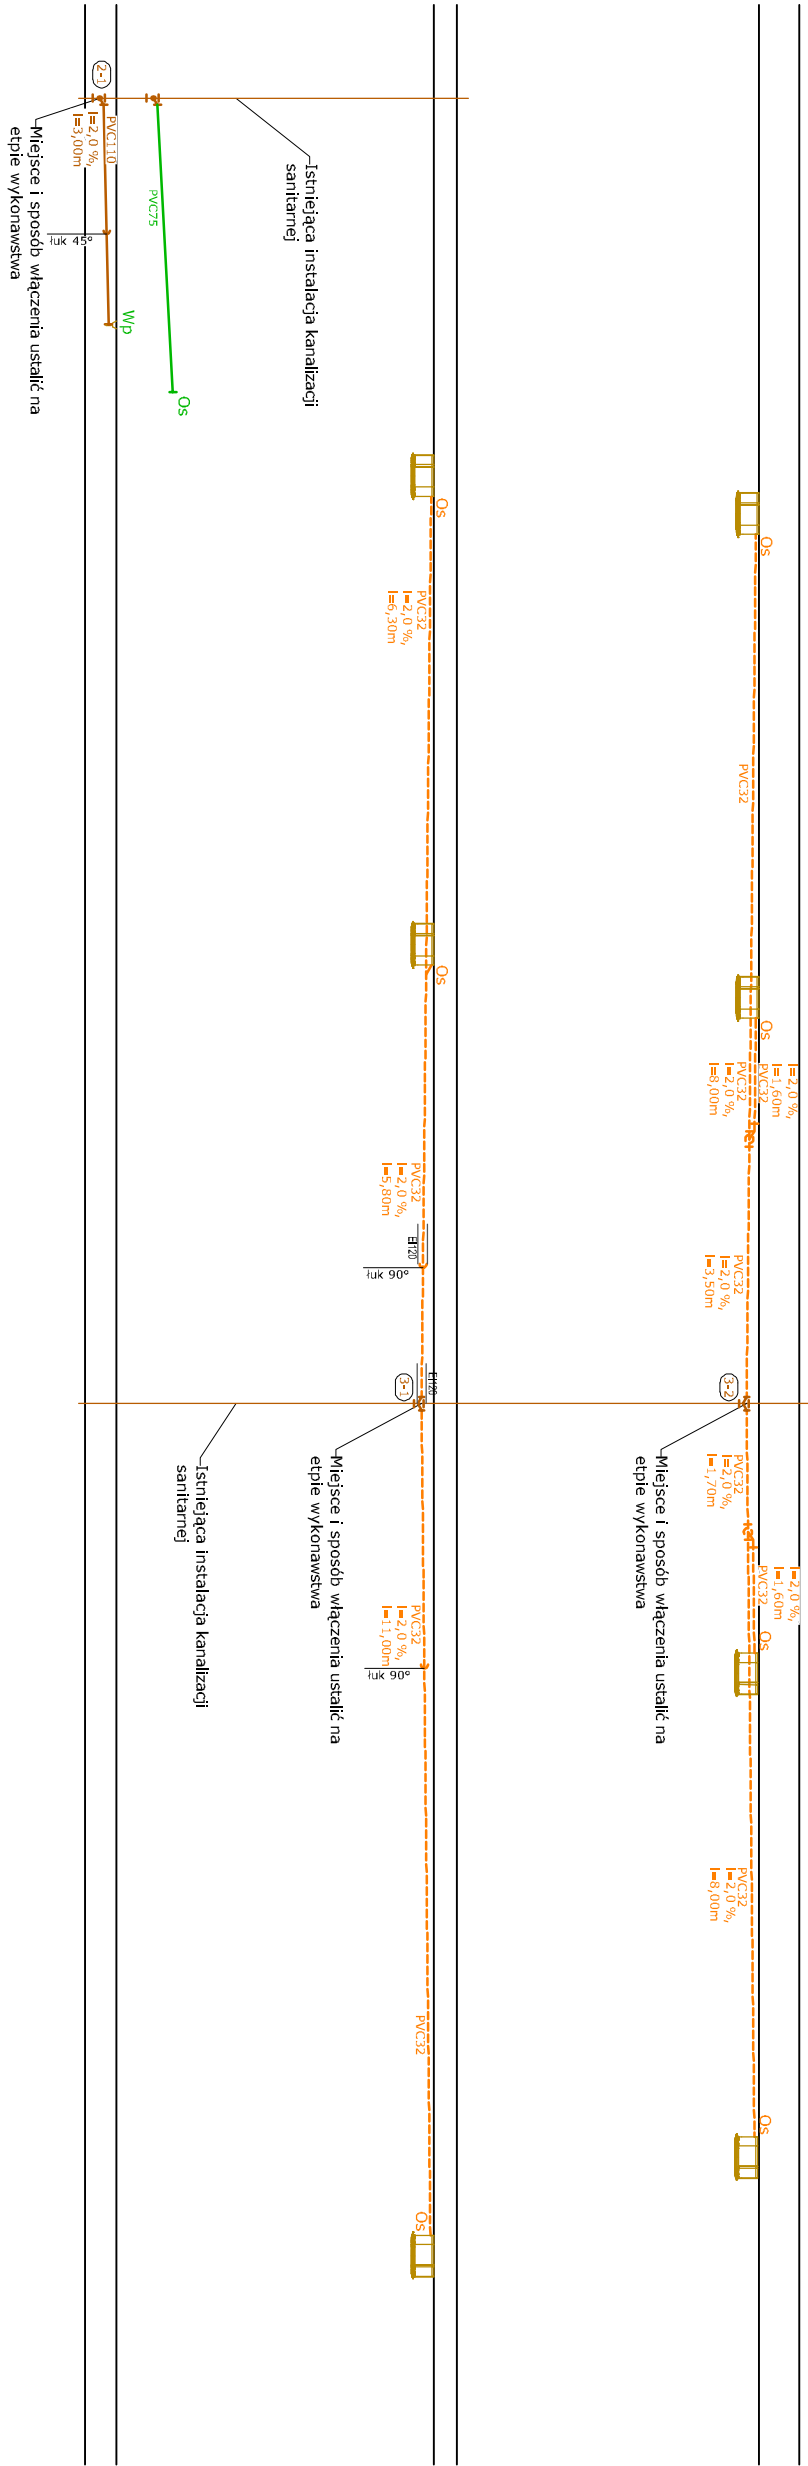 Os
PVC32
Os
I=2,0 %,
l=1,60m
PVC32
PVC32
I=2,0 %,
l=8,00m
PVC32
I=2,0 %,
l=3,50m
3-2
PVC32
I=2,0 %,
l=1,70m
I=2,0 %,
l=1,60m
PVC32
Os
PVC32
I=2,0 %,
l=8,00m
Os
Miejsce i sposób włączenia ustalić na
etpie wykonawstwa
Os
PVC32
I=2,0 %,
l=6,30m
Os
PVC32
I=2,0 %,
l=5,80m
EI120
łuk 90°
EI120
3-1
PVC32
I=2,0 %,
l=11,00m
łuk 90°
PVC32
Os
Miejsce i sposób włączenia ustalić na
etpie wykonawstwa
Istniejąca instalacja kanalizacji
sanitarnej
Istniejąca instalacja kanalizacji
sanitarnej
PVC75
Os
2-1
PVC110
I=2,0 %,
l=3,00m
łuk 45°
Wp
Miejsce i sposób włączenia ustalić na
etpie wykonawstwa